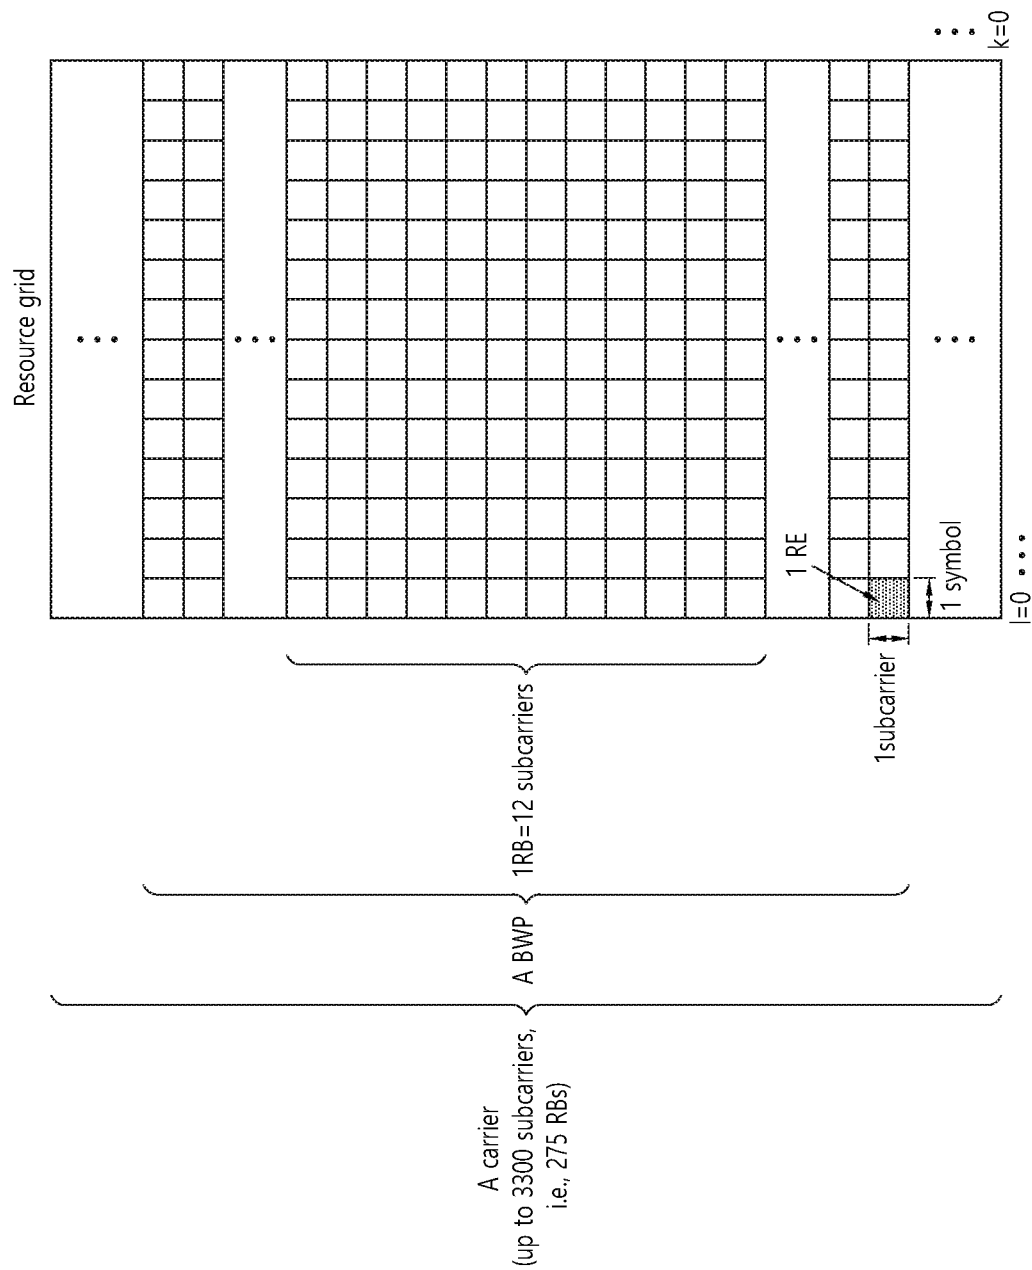 Resource grid
A carrier
(up to 3300 subcarriers,
i.e., 275 RBs)
A BWP
1RB=12 subcarriers
1subcarrier
1 RE
1 symbol
l=0
k=0